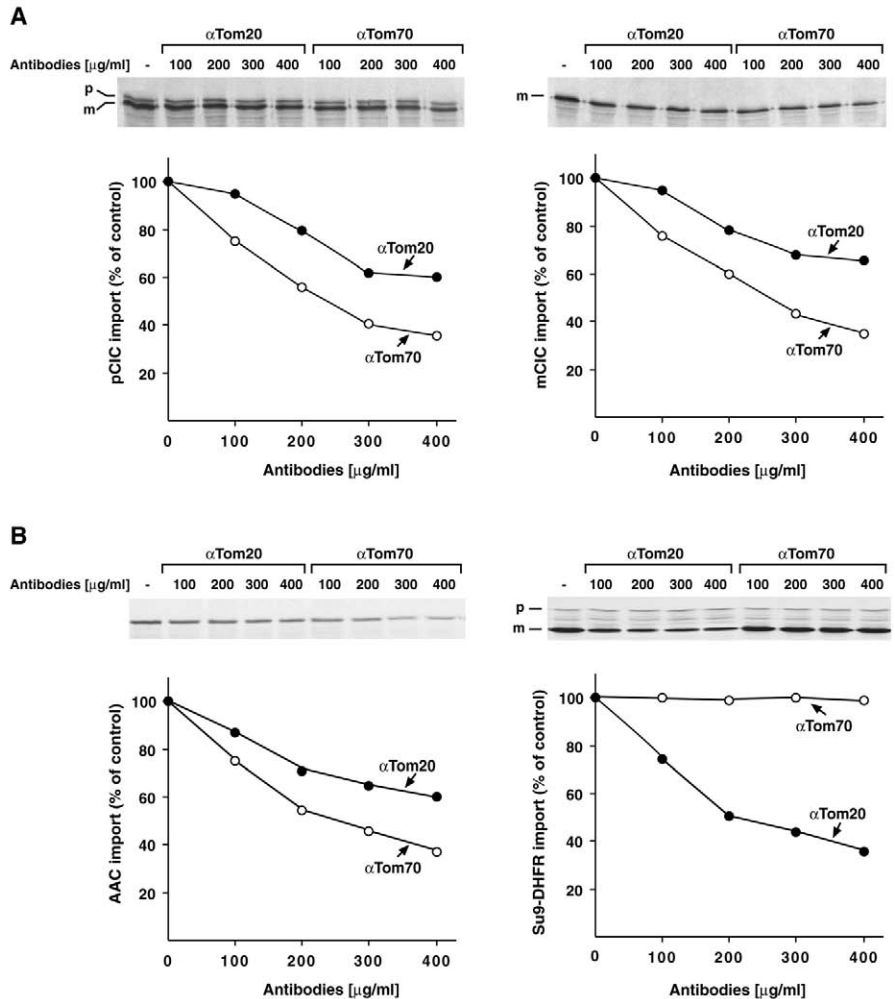 A
αTom20 αTom70 αTom20 αTom70
Antibodies [μg/ml] - 100 200 300 400 100 200 300 400 - 100 200 300 400 100 200 300 400
p
m
m
100
80
60
40
20
pCIC import (% of control)
αTom20
αTom70
0 100 200 300 400
Antibodies [μg/ml]
100
80
60
40
20
mCIC import (% of control)
αTom20
αTom70
0 100 200 300 400
Antibodies [μg/ml]
B
αTom20 αTom70 αTom20 αTom70
Antibodies [μg/ml] - 100 200 300 400 100 200 300 400 - 100 200 300 400 100 200 300 400
p
m
100
80
60
40
20
AAC import (% of control)
αTom20
αTom70
0 100 200 300 400
Antibodies [μg/ml]
100
80
60
40
20
Su9-DHFR import (% of control)
αTom70
αTom20
0 100 200 300 400
Antibodies [μg/ml]